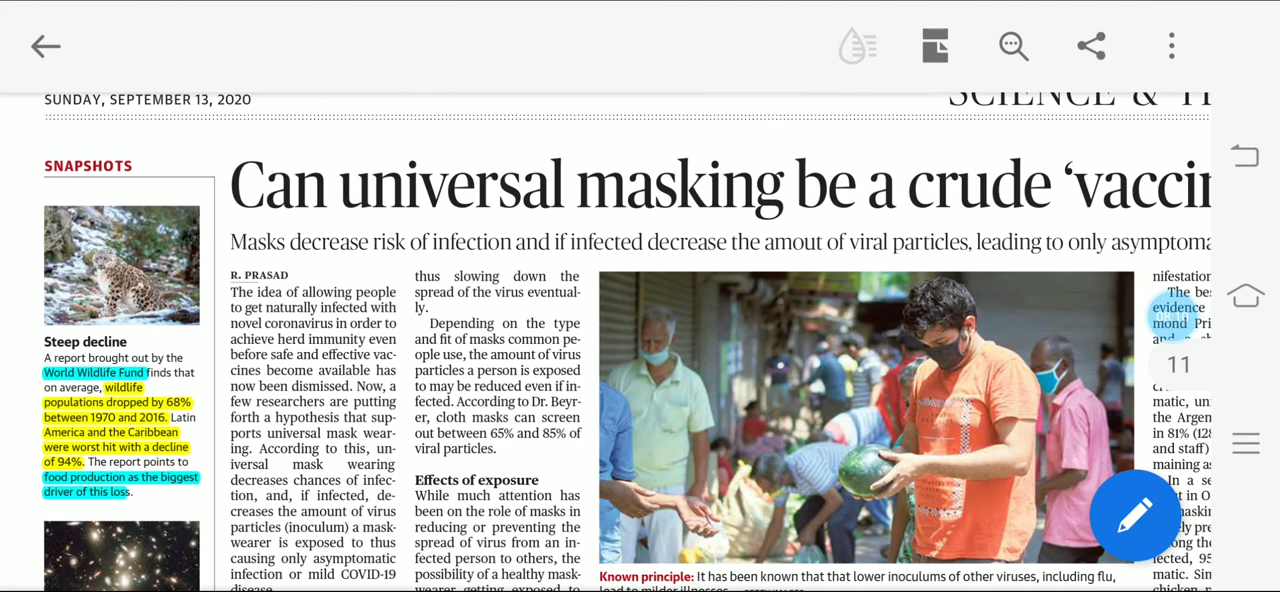 SUNDAY, SEPTEMBER 13, 2020
SCIENCE &
SNAPSHOTS
Steep decline
A report brought out by the
World Wildlife Fund finds that
on average, wildlife
populations dropped by 68%
between 1970 and 2016. Latin
America and the Caribbean
were worst hit with a decline
of 94%. The report points to
food production as the biggest
driver of this loss.
Can universal masking be a crude ‘vaccin
Masks decrease risk of infection and if infected decrease the amout of viral particles, leading to only asymptoma
R. PRASAD
The idea of allowing people
to get naturally infected with
novel coronavirus in order to
achieve herd immunity even
before safe and effective vac-
cines become available has
now been dismissed. Now, a
few researchers are putting
forth a hypothesis that sup-
ports universal mask wear-
ing. According to this, un-
iversal mask wearing
decreases chances of infec-
tion, and, if infected, de-
creases the amount of virus
particles (inoculum) a mask-
wearer is exposed to thus
causing only asymptomatic
infection or mild COVID-19
disease.
thus slowing down the
spread of the virus eventual-
ly.
Depending on the type
and fit of masks common pe-
ople use, the amount of virus
particles a person is exposed
to may be reduced even if in-
fected. According to Dr. Beyr-
er, cloth masks can screen
out between 65% and 85% of
viral particles.
Effects of exposure
While much attention has
been on the role of masks in
reducing or preventing the
spread of virus from an in-
fected person to others, the
possibility of a healthy mask-
wearer getting exposed to
Known principle: It has been known that that lower inoculums of other viruses, including flu,
lead to milder illnesses.
nifestation
The bes
evidence
mond Pri
matic, un
the Argen
in 81% (128
and staff)
maining as
In a se
11